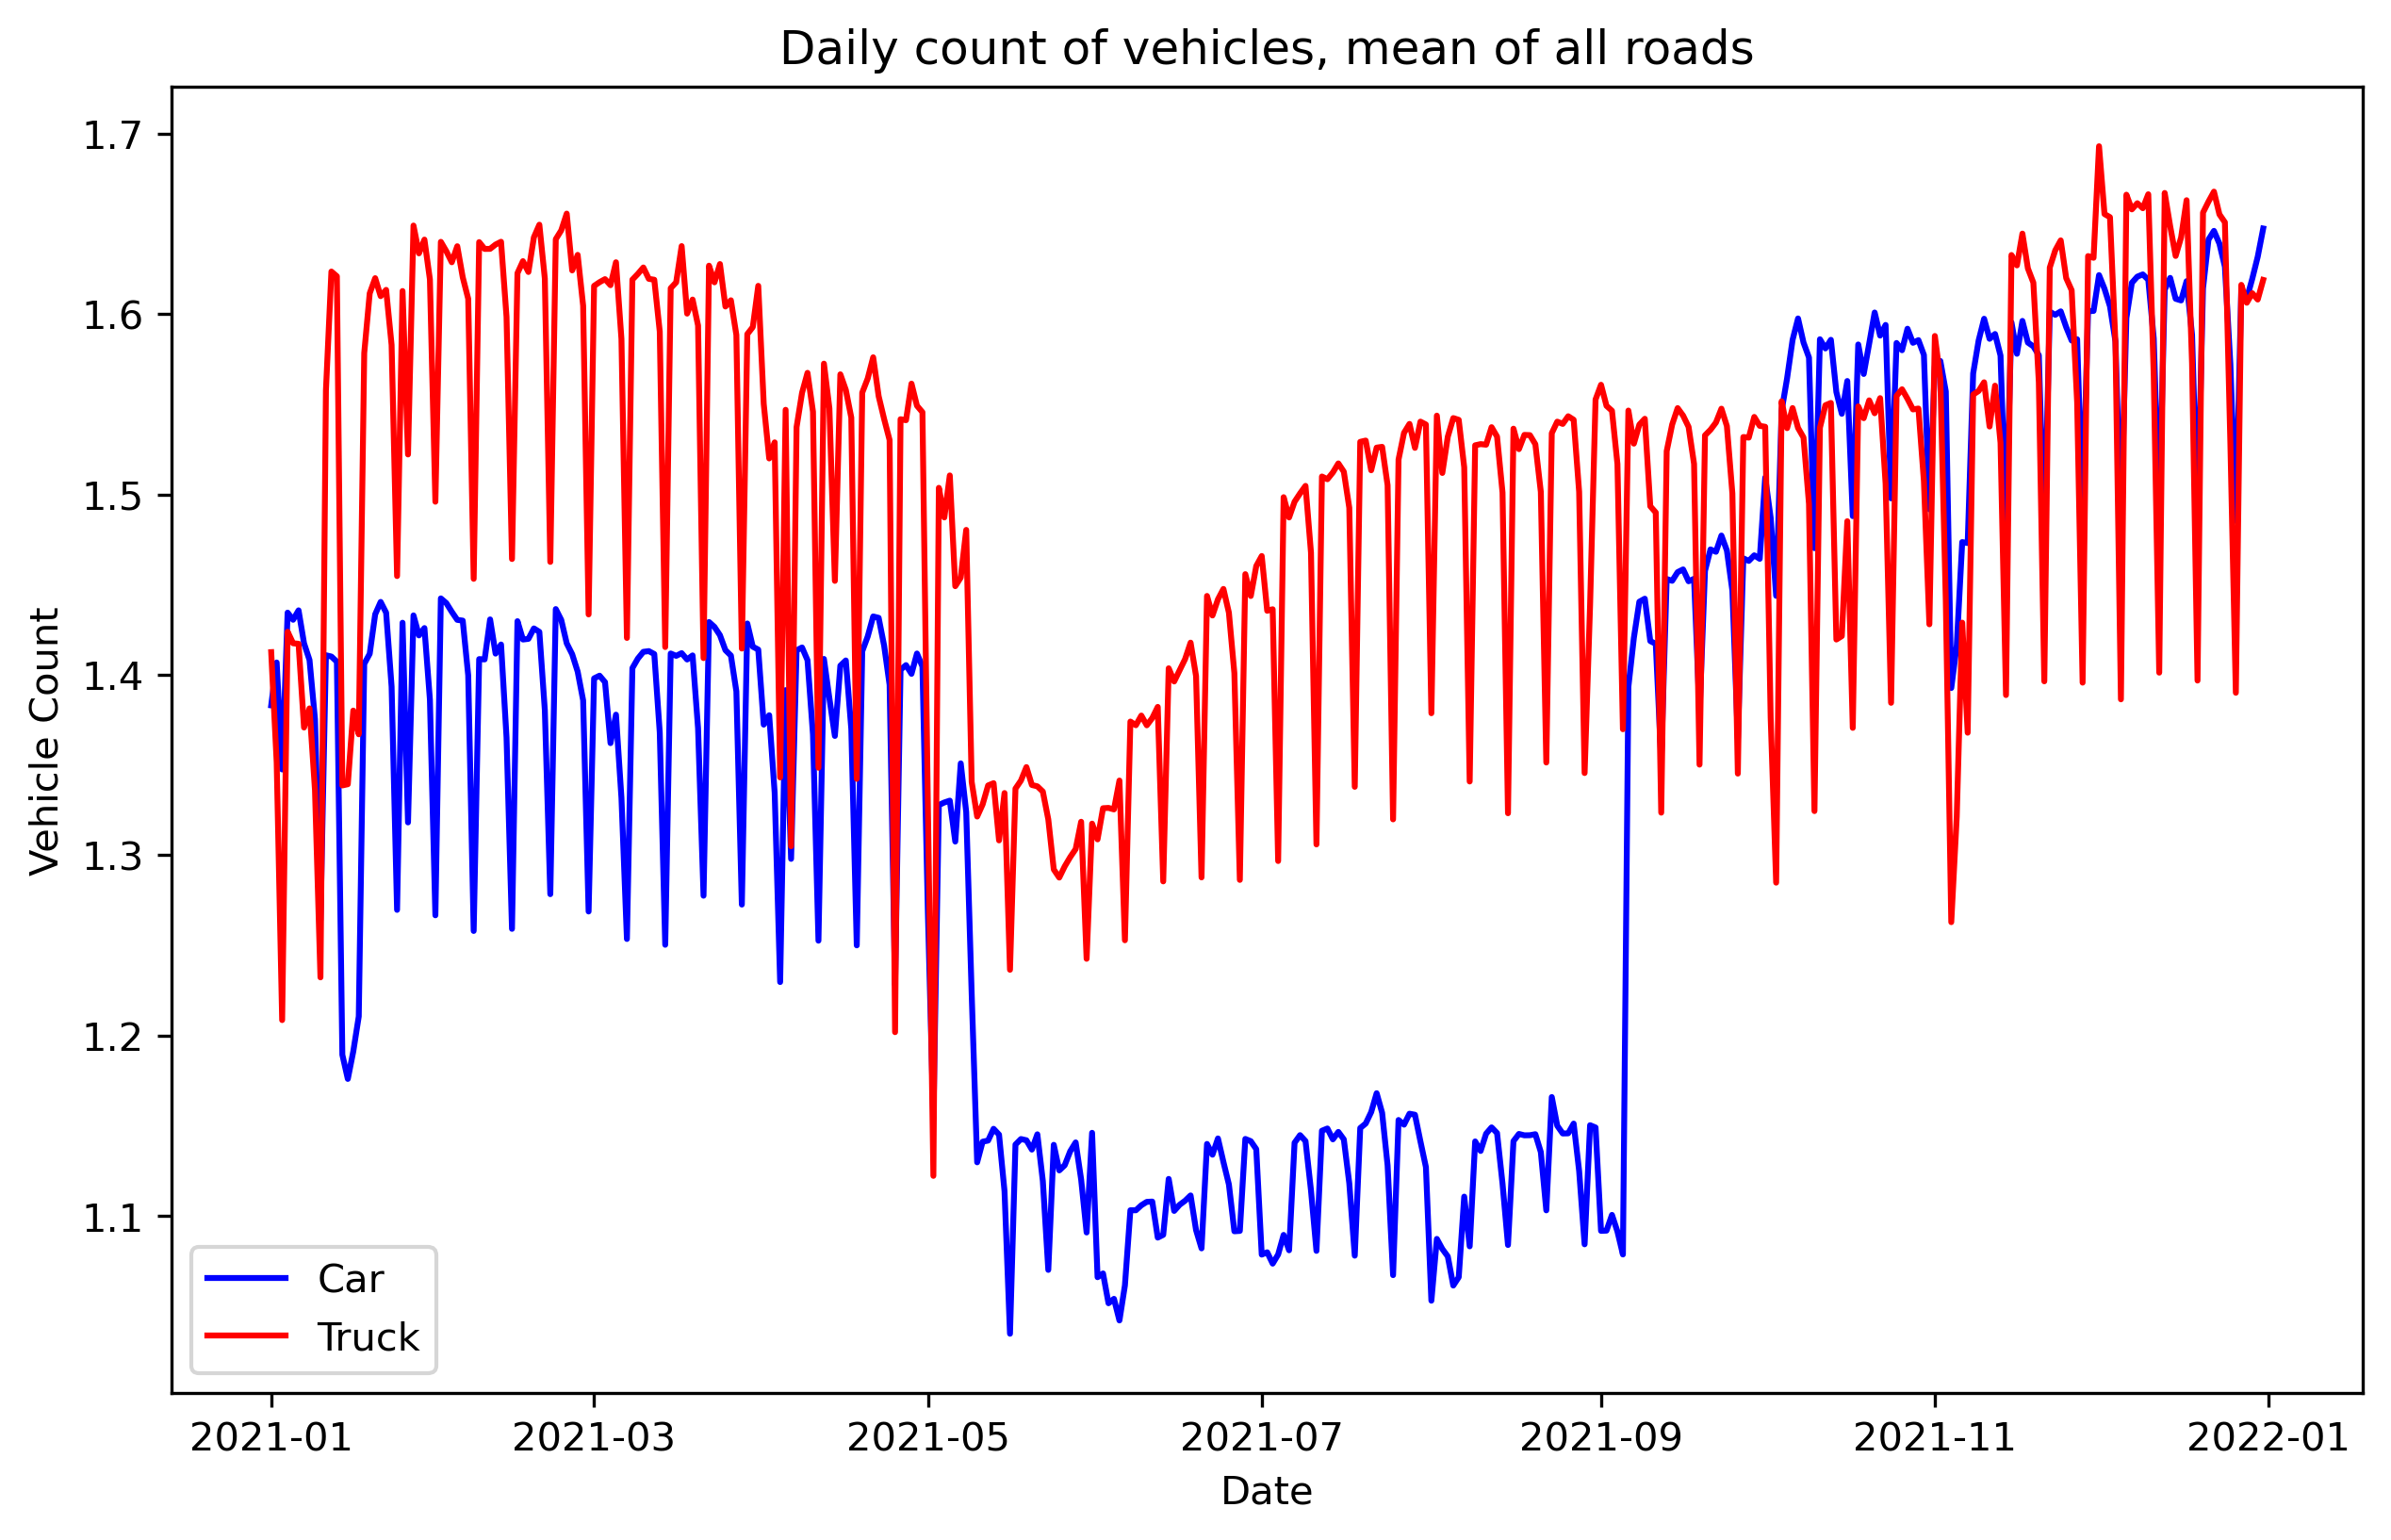 Daily count of vehicles, mean of all roads
1.7
1.6
1.5
1.4
1.3
1.2
1.1
Vehicle Count
Car
Truck
2021-01 2021-03 2021-05 2021-07 2021-09 2021-11 2022-01
Date